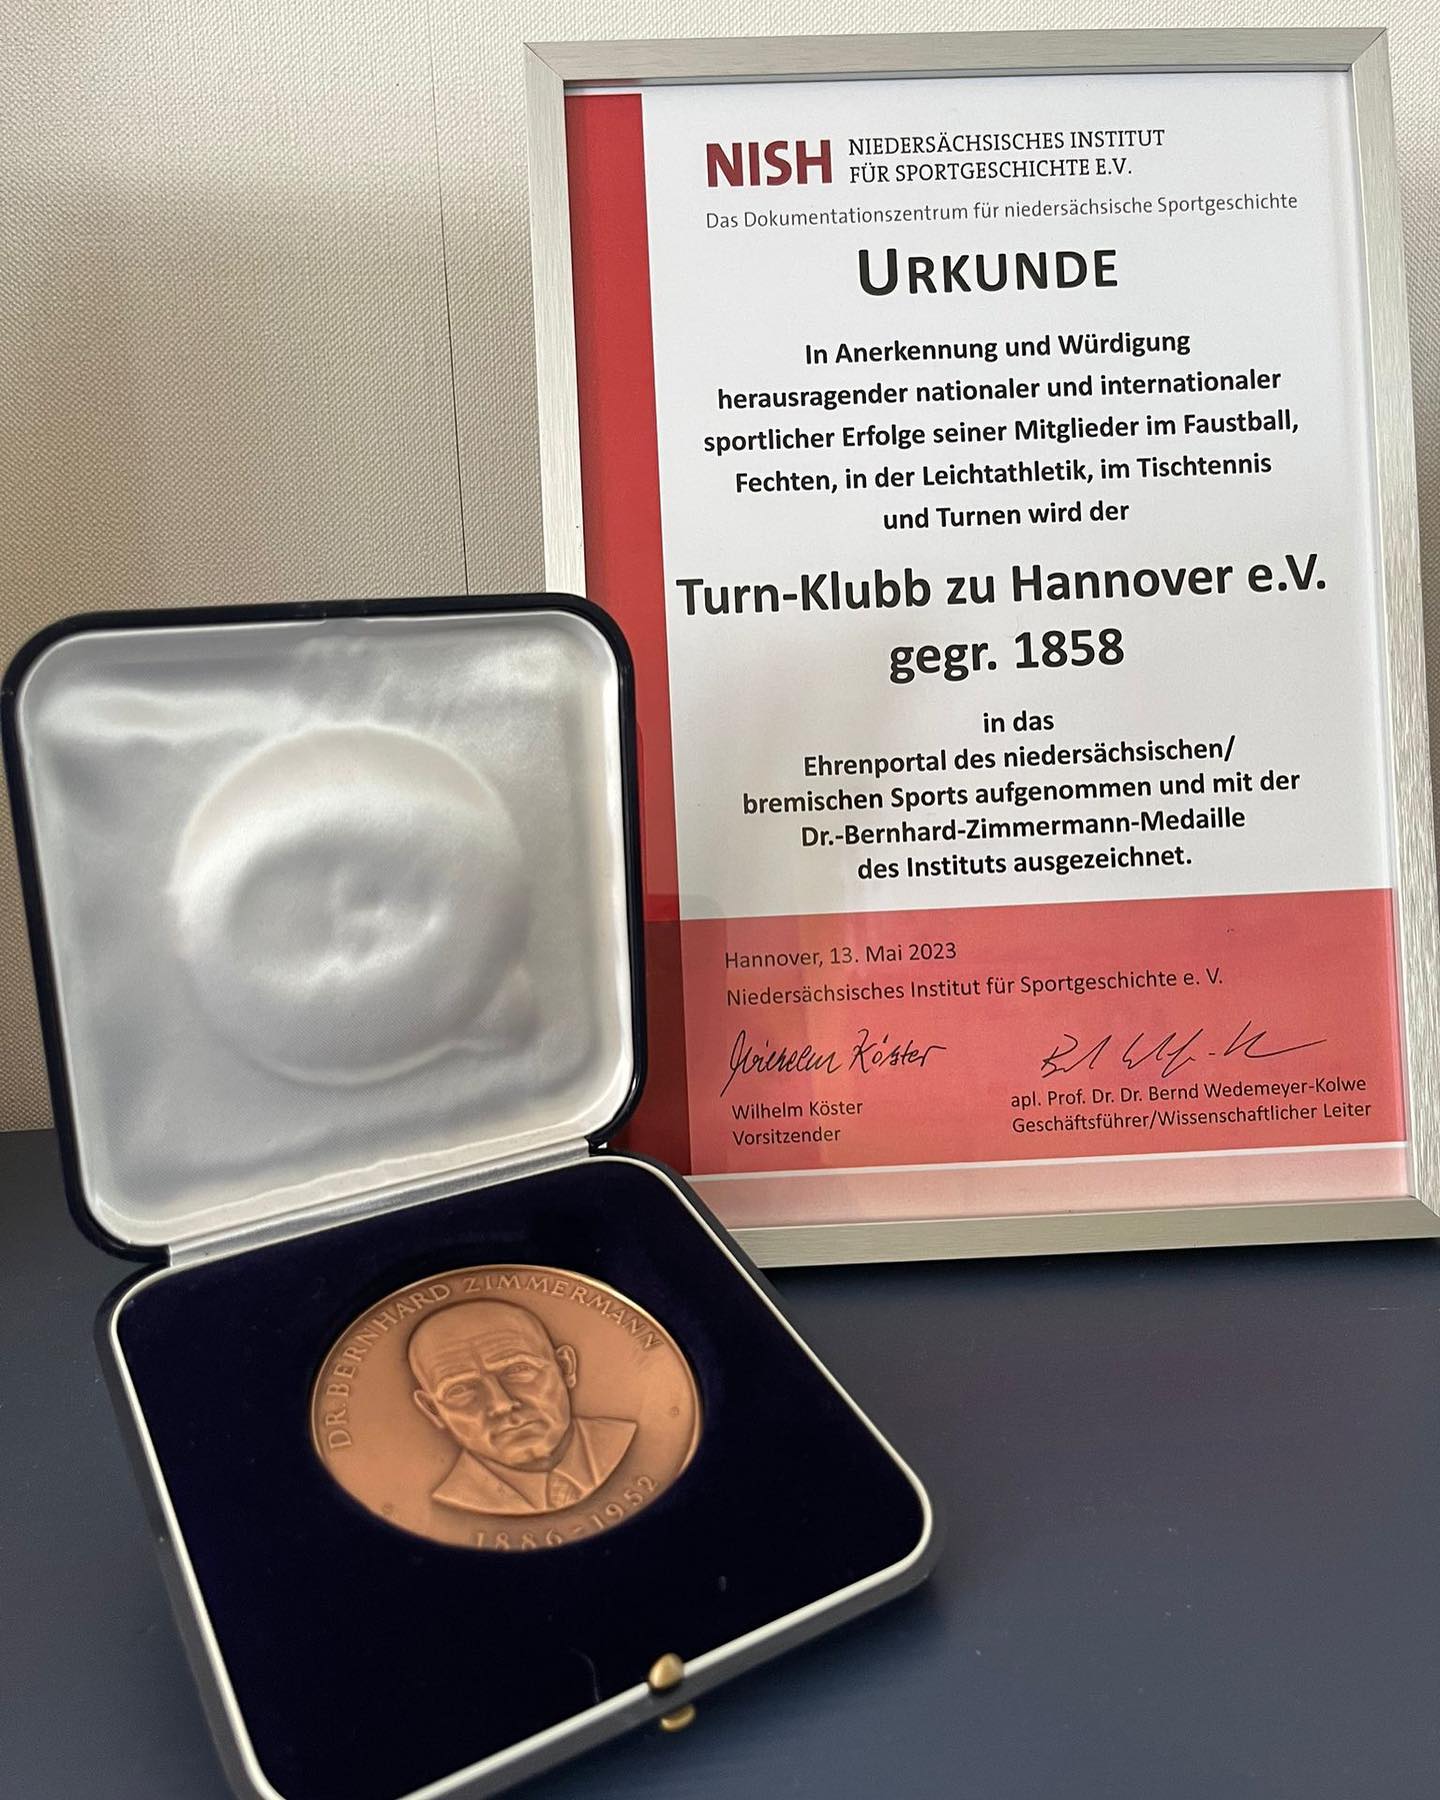 NISH NIEDERSÄCHSISCHES INSTITUT
FÜR SPORTGESCHICHTE E.V.
Das Dokumentationszentrum für niedersächsische Sportgeschichte
URKUNDE
In Anerkennung und Würdigung
herausragender nationaler und internationaler
sportlicher Erfolge seiner Mitglieder im Faustball,
Fechten, in der Leichtathletik, im Tischtennis
und Turnen wird der
Turn-Klubb zu Hannover e.V.
gegr. 1858
in das
Ehrenportal des niedersächsischen/
bremischen Sports aufgenommen und mit der
Dr.-Bernhard-Zimmermann-Medaille
des Instituts ausgezeichnet.
Hannover, 13. Mai 2023
Niedersächsisches Institut für Sportgeschichte e. V.
Wilhelm Köster
Wilhelm Köster
Vorsitzender
apl. Prof. Dr. Dr. Bernd Wedemeyer-Kolwe
Geschäftsführer/Wissenschaftlicher Leiter
DR. BERNHARD ZIMMERMANN
1886-1952